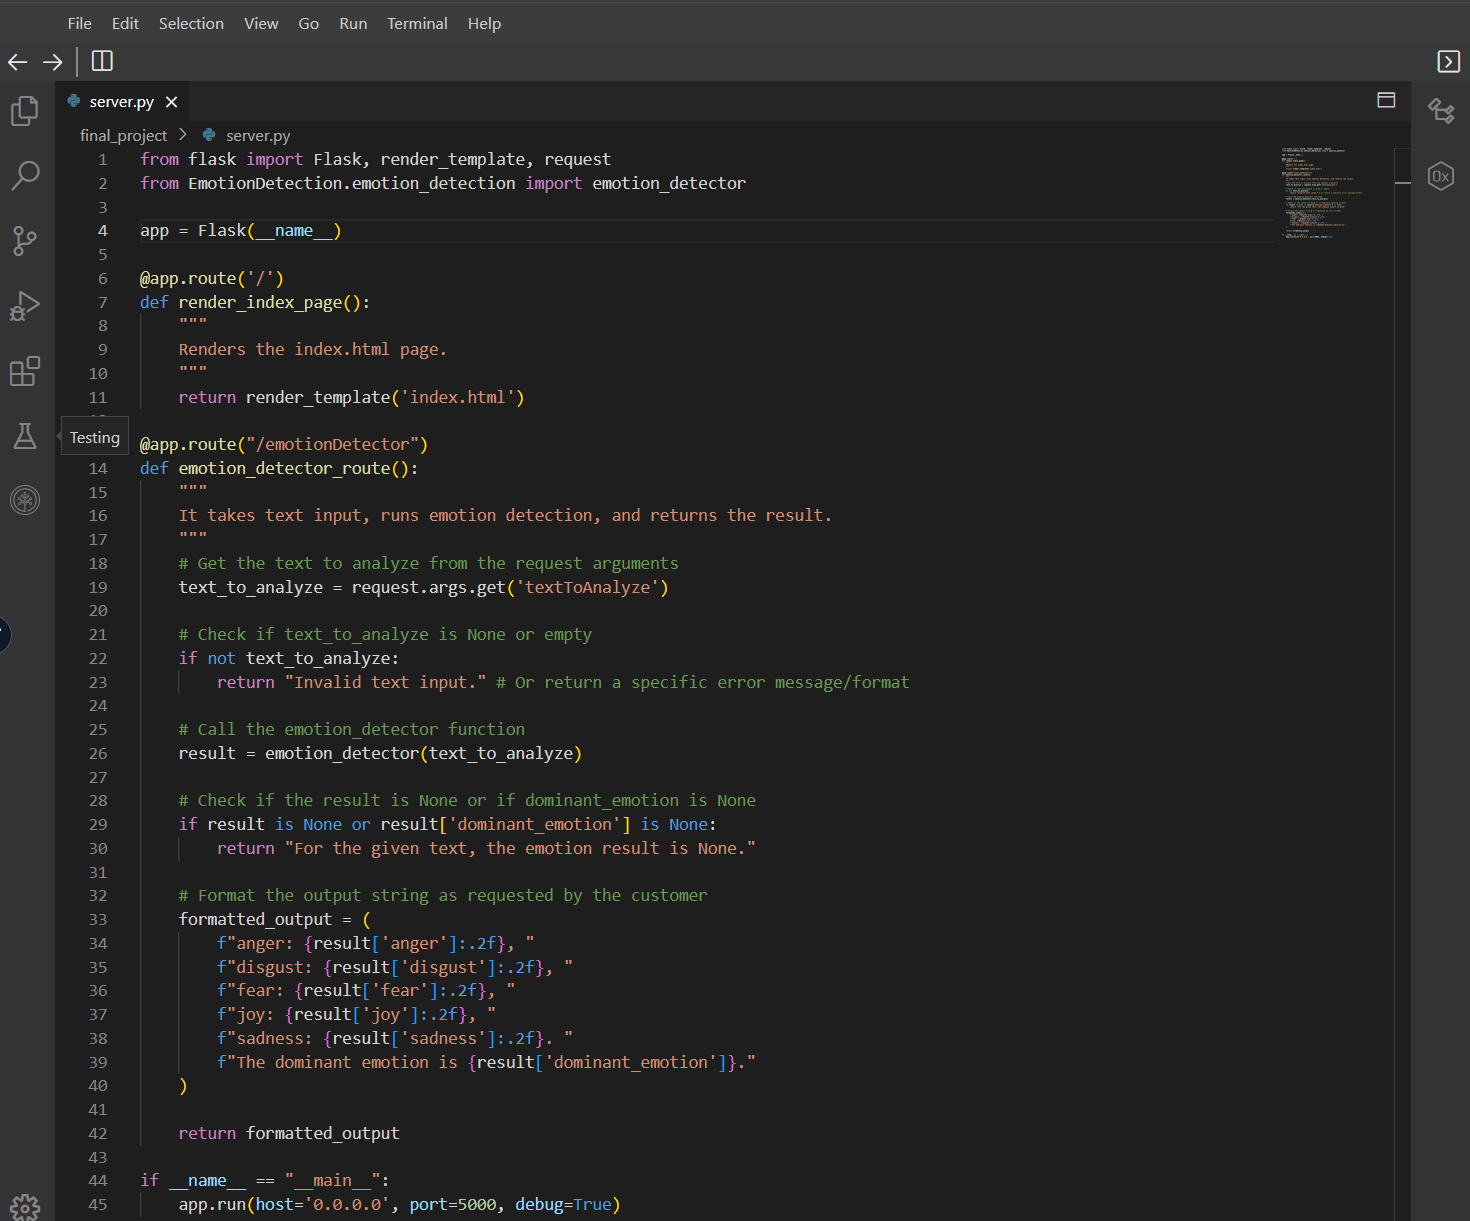 File Edit Selection View Go Run Terminal Help
server.py
final_project > server.py
1 from flask import Flask, render_template, request
2 from EmotionDetection.emotion_detection import emotion_detector
3
4 app = Flask(__name__)
5
6 @app.route('/')
7 def render_index_page():
8     """
9     Renders the index.html page.
10     """
11     return render_template('index.html')
Testing
@app.route("/emotionDetector")
14 def emotion_detector_route():
15     """
16     It takes text input, runs emotion detection, and returns the result.
17     """
18     # Get the text to analyze from the request arguments
19     text_to_analyze = request.args.get('textToAnalyze')
20
21     # Check if text_to_analyze is None or empty
22     if not text_to_analyze:
23         return "Invalid text input." # Or return a specific error message/format
24
25     # Call the emotion_detector function
26     result = emotion_detector(text_to_analyze)
27
28     # Check if the result is None or if dominant_emotion is None
29     if result is None or result['dominant_emotion'] is None:
30         return "For the given text, the emotion result is None."
31
32     # Format the output string as requested by the customer
33     formatted_output = (
34         f"anger: {result['anger']:.2f}, "
35         f"disgust: {result['disgust']:.2f}, "
36         f"fear: {result['fear']:.2f}, "
37         f"joy: {result['joy']:.2f}, "
38         f"sadness: {result['sadness']:.2f}. "
39         f"The dominant emotion is {result['dominant_emotion']}."
40     )
41
42     return formatted_output
43
44 if __name__ == "__main__":
45     app.run(host='0.0.0.0', port=5000, debug=True)
0x